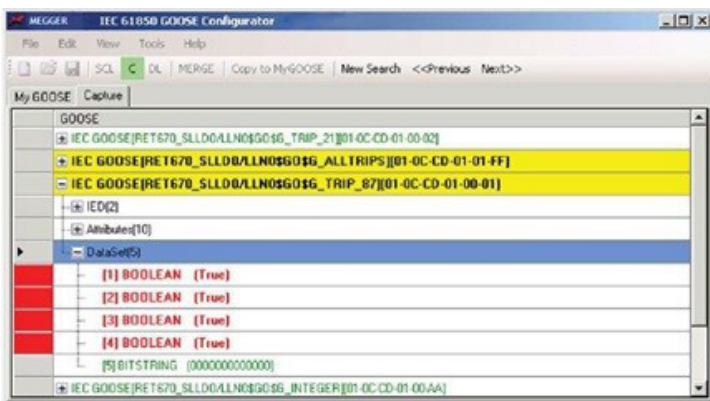 MEGGER IEC 61850 GOOSE Configurator
File Edit View Tools Help
SCL C DL MERGE Copy to MyGOOSE New Search <<Previous Next>>
My GOOSE Capture
GOOSE
IEC GOOSE[RET670_SLLD0/LLN0$GO$G_TRIP_21][01-0C-CD-01-00-02]
IEC GOOSE[RET670_SLLD0/LLN0$GO$G_ALLTRIPS][01-0C-CD-01-01-FF]
IEC GOOSE[RET670_SLLD0/LLN0$GO$G_TRIP_87][01-0C-CD-01-00-01]
IED(2)
Attributes(10)
DataSet(5)
[1] BOOLEAN (True)
[2] BOOLEAN (True)
[3] BOOLEAN (True)
[4] BOOLEAN (True)
[5] BITSTRING (0000000000000)
IEC GOOSE[RET670_SLLD0/LLN0$GO$G_INTEGER][01-0C-CD-01-00-AA]